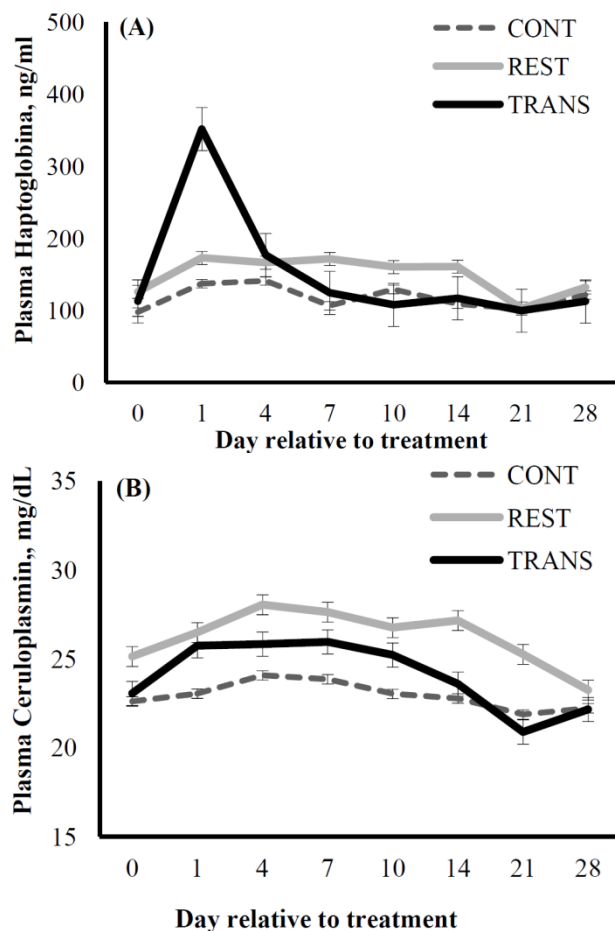 (A)
CONT
REST
TRANS
Plasma Haptoglobina, ng/ml
500
400
300
200
100
0
0 1 4 7 10 14 21 28
Day relative to treatment
(B)
CONT
REST
TRANS
Plasma Ceruloplasmin,, mg/dL
35
30
25
20
15
0 1 4 7 10 14 21 28
Day relative to treatment